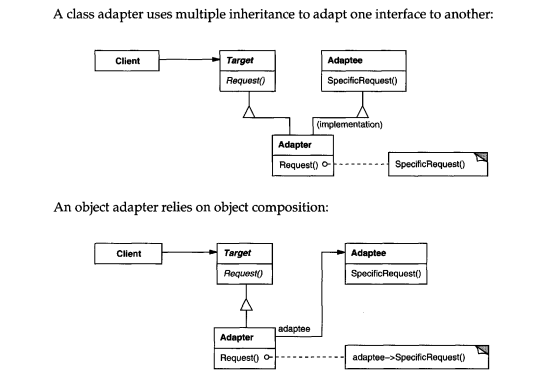 A class adapter uses multiple inheritance to adapt one interface to another:
Client
Target
Request()
Adaptee
SpecificRequest()
(implementation)
Adapter
Request()
SpecificRequest()
An object adapter relies on object composition:
Client
Target
Request()
Adaptee
SpecificRequest()
adaptee
Adapter
Request()
adaptee->SpecificRequest()